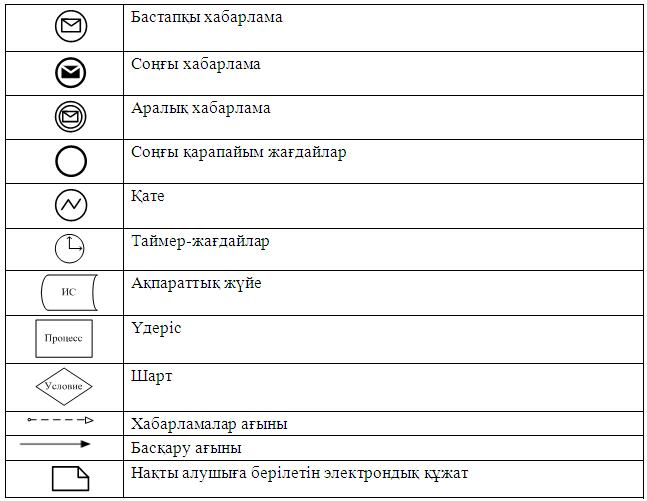 Бастапқы хабарлама
Соңғы хабарлама
Аралық хабарлама
Соңғы қарапайым жағдайлар
Қате
Таймер-жағдайлар
ИС
Ақпараттық жүйе
Процесс
Үдеріс
Условие
Шарт
Хабарламалар ағыны
Басқару ағыны
Нақты алушыға берілетін электрондық құжат